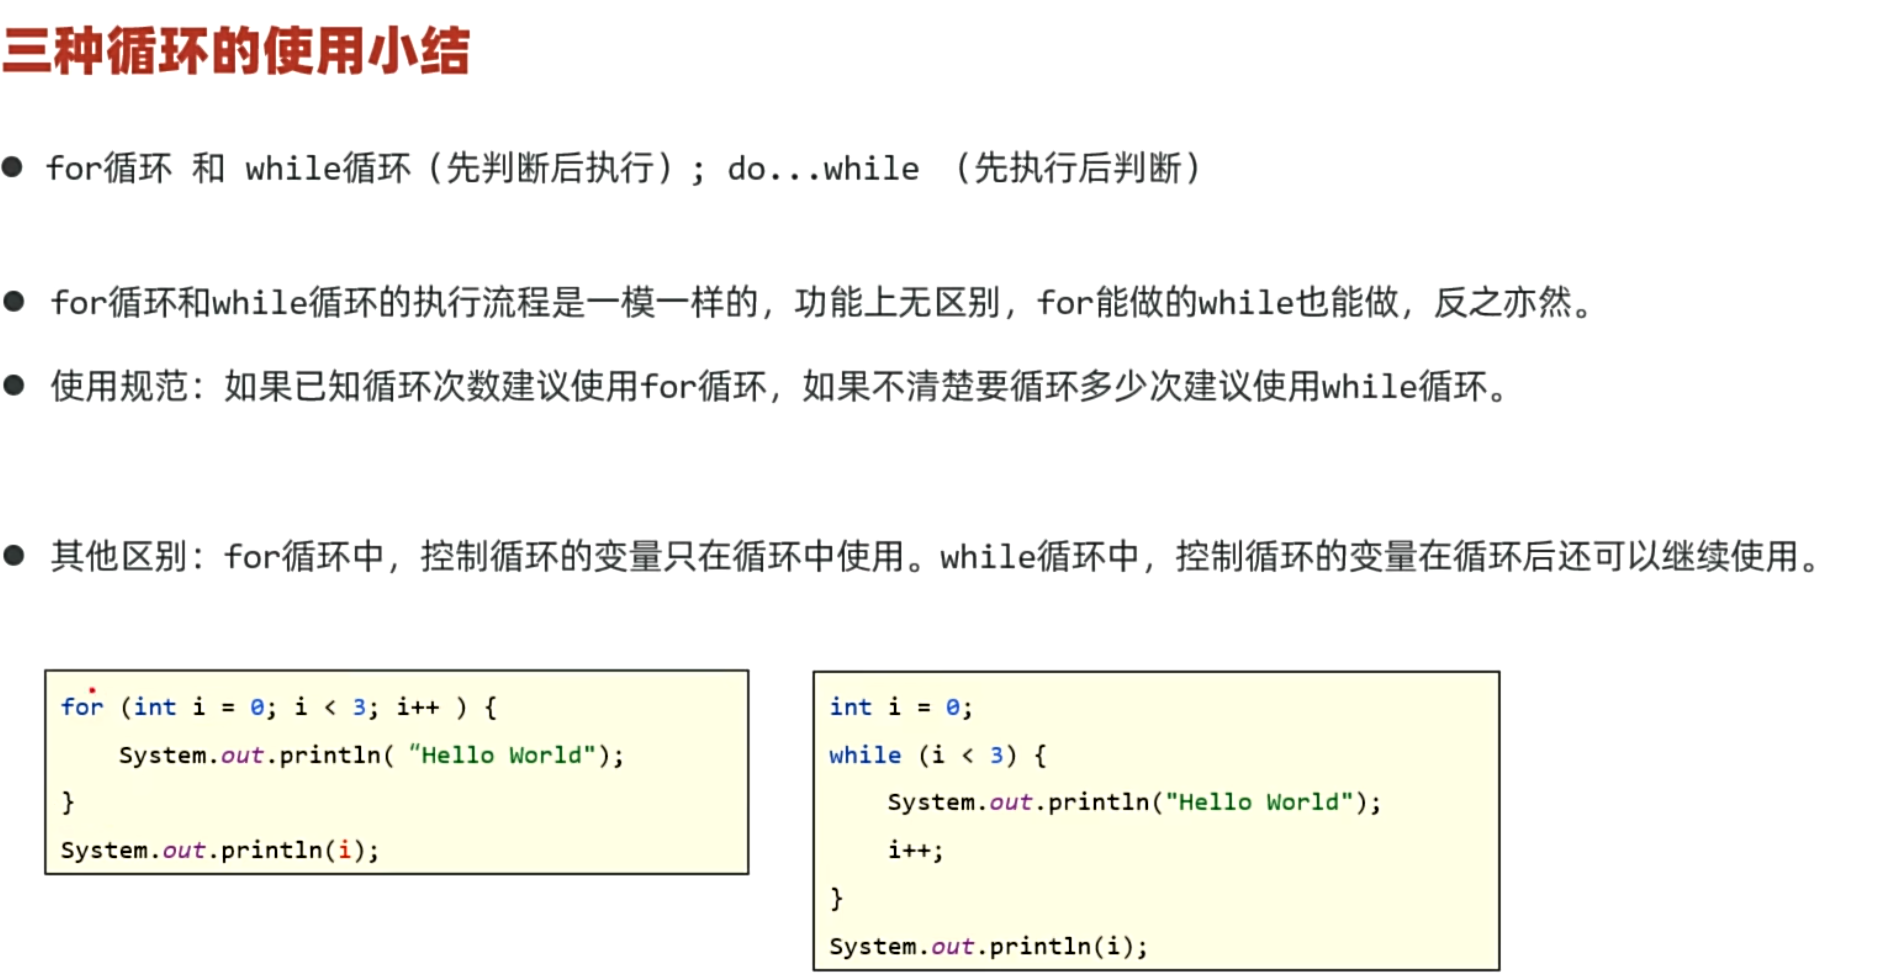 三种循环的使用小结
for循环 和 while循环（先判断后执行）; do...while （先执行后判断）
for循环和while循环的执行流程是一模一样的，功能上无区别，for能做的while也能做，反之亦然。
使用规范：如果已知循环次数建议使用for循环，如果不清楚要循环多少次建议使用while循环。
其他区别：for循环中，控制循环的变量只在循环中使用。while循环中，控制循环的变量在循环后还可以继续使用。
for (int i = 0; i < 3; i++ ) {
    System.out.println( “Hello World");
}
System.out.println(i);
int i = 0;
while (i < 3) {
    System.out.println("Hello World");
    i++;
}
System.out.println(i);